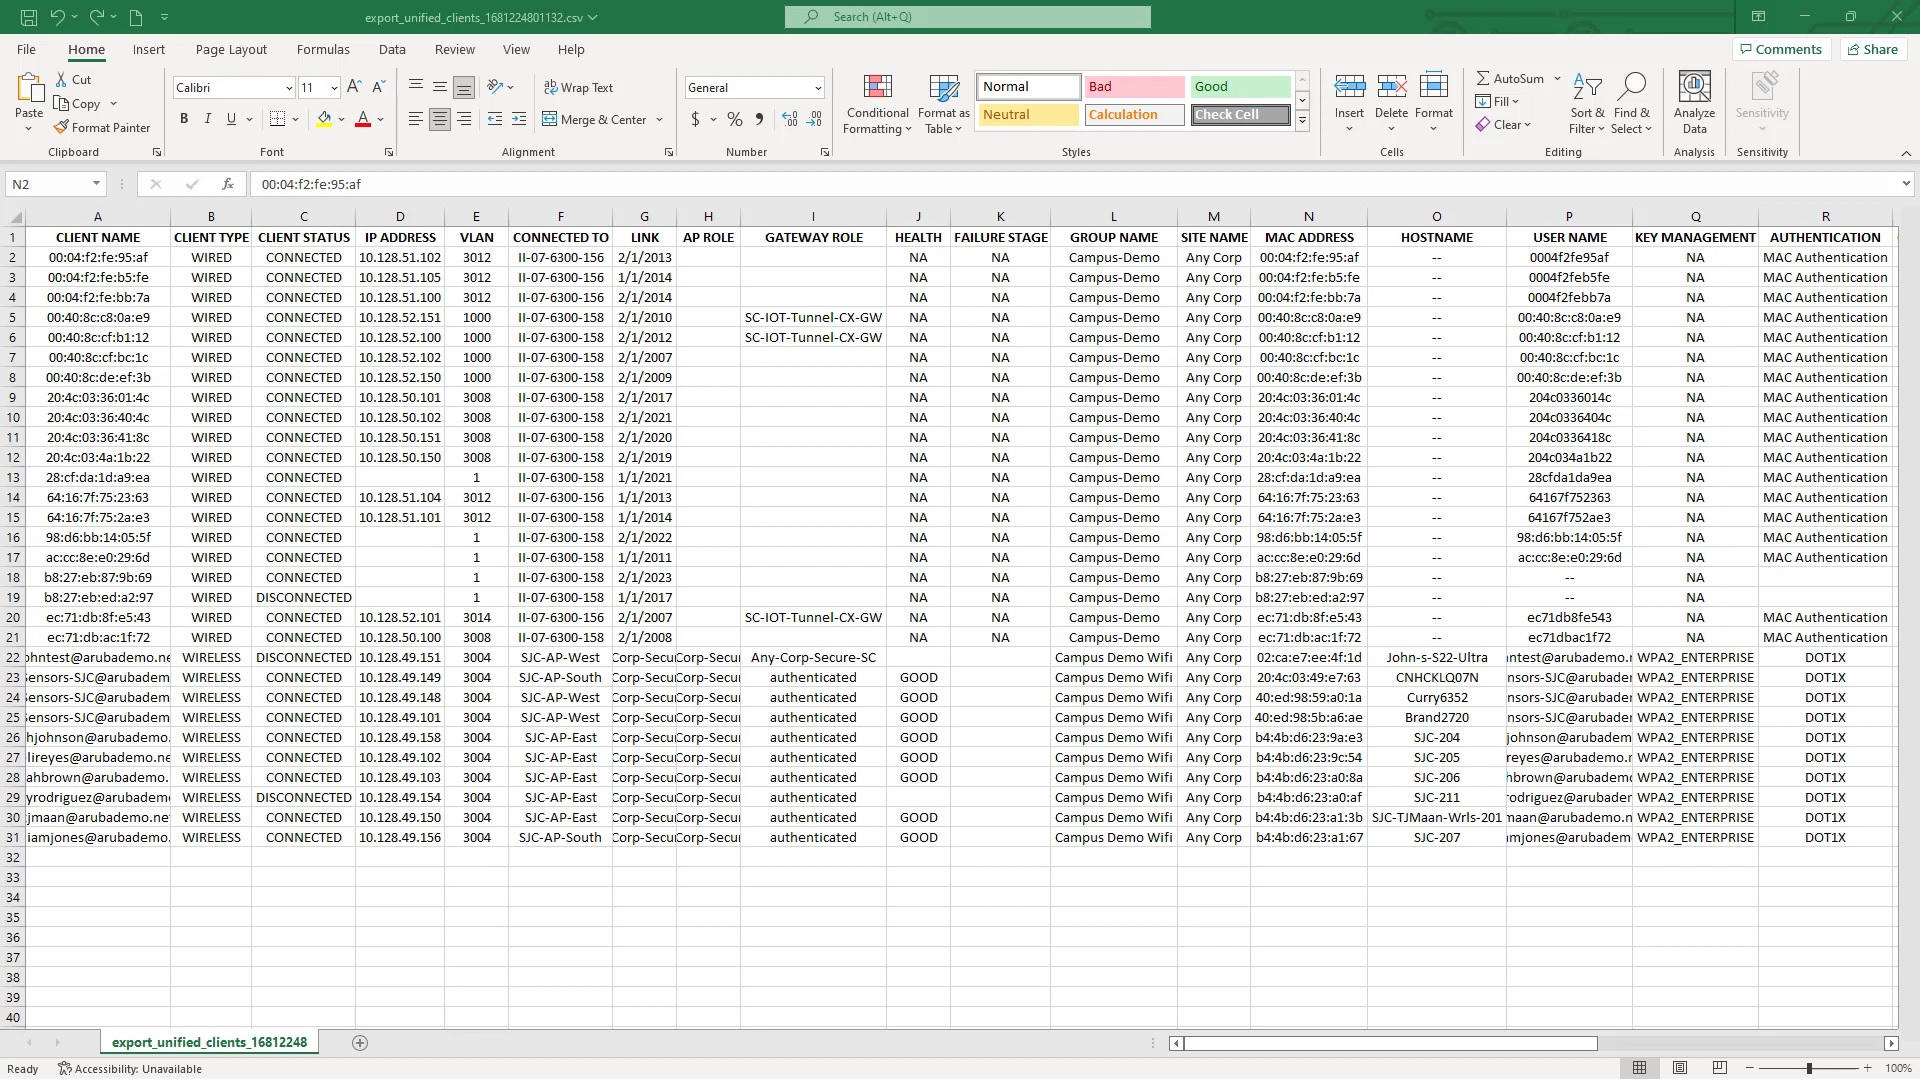 export_unified_clients_1681224801132.csv
Search (Alt+Q)
File Home Insert Page Layout Formulas Data Review View Help Comments Share
Paste
Cut
Copy
Format Painter
Clipboard
Calibri 11
B I U
Font
Wrap Text
Merge & Center
Alignment
General
$ %
Number
Conditional Formatting
Format as Table
Normal Bad Good
Neutral Calculation Check Cell
Styles
Insert Delete Format
Cells
AutoSum
Fill
Clear
Sort & Filter
Find & Select
Editing
Analyze Data
Analysis
Sensitivity
Sensitivity
N2 fx 00:04:f2:fe:95:af
A B C D E F G H I J K L M N O P Q R
1 CLIENT NAME CLIENT TYPE CLIENT STATUS IP ADDRESS VLAN CONNECTED TO LINK AP ROLE GATEWAY ROLE HEALTH FAILURE STAGE GROUP NAME SITE NAME MAC ADDRESS HOSTNAME USER NAME KEY MANAGEMENT AUTHENTICATION
2 00:04:f2:fe:95:af WIRED CONNECTED 10.128.51.102 3012 II-07-6300-156 2/1/2013 NA NA Campus-Demo Any Corp 00:04:f2:fe:95:af -- 0004f2fe95af NA MAC Authentication
3 00:04:f2:fe:b5:fe WIRED CONNECTED 10.128.51.105 3012 II-07-6300-156 1/1/2014 NA NA Campus-Demo Any Corp 00:04:f2:fe:b5:fe -- 0004f2feb5fe NA MAC Authentication
4 00:04:f2:fe:bb:7a WIRED CONNECTED 10.128.51.100 3012 II-07-6300-156 2/1/2014 NA NA Campus-Demo Any Corp 00:04:f2:fe:bb:7a -- 0004f2febb7a NA MAC Authentication
5 00:40:8c:c8:0a:e9 WIRED CONNECTED 10.128.52.151 1000 II-07-6300-158 2/1/2010 SC-IOT-Tunnel-CX-GW NA NA Campus-Demo Any Corp 00:40:8c:c8:0a:e9 -- 00:40:8c:c8:0a:e9 NA MAC Authentication
6 00:40:8c:cf:b1:12 WIRED CONNECTED 10.128.52.100 1000 II-07-6300-158 2/1/2012 SC-IOT-Tunnel-CX-GW NA NA Campus-Demo Any Corp 00:40:8c:cf:b1:12 -- 00:40:8c:cf:b1:12 NA MAC Authentication
7 00:40:8c:cf:bc:1c WIRED CONNECTED 10.128.52.102 1000 II-07-6300-158 2/1/2007 NA NA Campus-Demo Any Corp 00:40:8c:cf:bc:1c -- 00:40:8c:cf:bc:1c NA MAC Authentication
8 00:40:8c:de:ef:3b WIRED CONNECTED 10.128.52.150 1000 II-07-6300-158 2/1/2009 NA NA Campus-Demo Any Corp 00:40:8c:de:ef:3b -- 00:40:8c:de:ef:3b NA MAC Authentication
9 20:4c:03:36:01:4c WIRED CONNECTED 10.128.50.101 3008 II-07-6300-158 2/1/2017 NA NA Campus-Demo Any Corp 20:4c:03:36:01:4c -- 204c0336014c NA MAC Authentication
10 20:4c:03:36:40:4c WIRED CONNECTED 10.128.50.102 3008 II-07-6300-158 2/1/2021 NA NA Campus-Demo Any Corp 20:4c:03:36:40:4c -- 204c0336404c NA MAC Authentication
11 20:4c:03:36:41:8c WIRED CONNECTED 10.128.50.151 3008 II-07-6300-158 2/1/2020 NA NA Campus-Demo Any Corp 20:4c:03:36:41:8c -- 204c0336418c NA MAC Authentication
12 20:4c:03:4a:1b:22 WIRED CONNECTED 10.128.50.150 3008 II-07-6300-158 2/1/2019 NA NA Campus-Demo Any Corp 20:4c:03:4a:1b:22 -- 204c034a1b22 NA MAC Authentication
13 28:cf:da:1d:a9:ea WIRED CONNECTED 1 II-07-6300-158 1/1/2021 NA NA Campus-Demo Any Corp 28:cf:da:1d:a9:ea -- 28cfda1da9ea NA MAC Authentication
14 64:16:7f:75:23:63 WIRED CONNECTED 10.128.51.104 3012 II-07-6300-156 1/1/2013 NA NA Campus-Demo Any Corp 64:16:7f:75:23:63 -- 64167f752363 NA MAC Authentication
15 64:16:7f:75:2a:e3 WIRED CONNECTED 10.128.51.101 3012 II-07-6300-158 1/1/2014 NA NA Campus-Demo Any Corp 64:16:7f:75:2a:e3 -- 64167f752ae3 NA MAC Authentication
16 98:d6:bb:14:05:5f WIRED CONNECTED 1 II-07-6300-158 2/1/2022 NA NA Campus-Demo Any Corp 98:d6:bb:14:05:5f -- 98:d6:bb:14:05:5f NA MAC Authentication
17 ac:cc:8e:e0:29:6d WIRED CONNECTED 1 II-07-6300-158 1/1/2011 NA NA Campus-Demo Any Corp ac:cc:8e:e0:29:6d -- ac:cc:8e:e0:29:6d NA MAC Authentication
18 b8:27:eb:87:9b:69 WIRED CONNECTED 1 II-07-6300-158 2/1/2023 NA NA Campus-Demo Any Corp b8:27:eb:87:9b:69 -- -- NA
19 b8:27:eb:ed:a2:97 WIRED DISCONNECTED 1 II-07-6300-158 1/1/2017 NA NA Campus-Demo Any Corp b8:27:eb:ed:a2:97 -- -- NA
20 ec:71:db:8f:e5:43 WIRED CONNECTED 10.128.52.101 3014 II-07-6300-156 2/1/2007 SC-IOT-Tunnel-CX-GW NA NA Campus-Demo Any Corp ec:71:db:8f:e5:43 -- ec71db8fe543 NA MAC Authentication
21 ec:71:db:ac:1f:72 WIRED CONNECTED 10.128.50.100 3008 II-07-6300-158 2/1/2008 NA NA Campus-Demo Any Corp ec:71:db:ac:1f:72 -- ec71dbac1f72 NA MAC Authentication
22 ohntest@arubademo.ne WIRELESS DISCONNECTED 10.128.49.151 3004 SJC-AP-West Corp-Secu Corp-Secu Any-Corp-Secure-SC Campus Demo Wifi Any Corp 02:ca:e7:ee:4f:1d John-s-S22-Ultra ntest@arubademo.r WPA2_ENTERPRISE DOT1X
23 Sensors-SJC@arubadem WIRELESS CONNECTED 10.128.49.149 3004 SJC-AP-South Corp-Secu Corp-Secu authenticated GOOD Campus Demo Wifi Any Corp 20:4c:03:49:e7:63 CNHCKLQ07N nsors-SJC@arubader WPA2_ENTERPRISE DOT1X
24 Sensors-SJC@arubadem WIRELESS CONNECTED 10.128.49.148 3004 SJC-AP-West Corp-Secu Corp-Secu authenticated GOOD Campus Demo Wifi Any Corp 40:ed:98:59:a0:1a Curry6352 nsors-SJC@arubader WPA2_ENTERPRISE DOT1X
25 Sensors-SJC@arubadem WIRELESS CONNECTED 10.128.49.101 3004 SJC-AP-West Corp-Secu Corp-Secu authenticated GOOD Campus Demo Wifi Any Corp 40:ed:98:5b:a6:ae Brand2720 nsors-SJC@arubader WPA2_ENTERPRISE DOT1X
26 hjohnson@arubademo. WIRELESS CONNECTED 10.128.49.158 3004 SJC-AP-East Corp-Secu Corp-Secu authenticated GOOD Campus Demo Wifi Any Corp b4:4b:d6:23:9a:e3 SJC-204 johnson@arubademo. WPA2_ENTERPRISE DOT1X
27 lireyes@arubademo.ne WIRELESS CONNECTED 10.128.49.102 3004 SJC-AP-East Corp-Secu Corp-Secu authenticated GOOD Campus Demo Wifi Any Corp b4:4b:d6:23:9c:54 SJC-205 reyes@arubademo.r WPA2_ENTERPRISE DOT1X
28 ahbrown@arubademo. WIRELESS CONNECTED 10.128.49.103 3004 SJC-AP-East Corp-Secu Corp-Secu authenticated GOOD Campus Demo Wifi Any Corp b4:4b:d6:23:a0:8a SJC-206 hbrown@arubademo WPA2_ENTERPRISE DOT1X
29 yrodriguez@arubadem WIRELESS DISCONNECTED 10.128.49.154 3004 SJC-AP-East Corp-Secu Corp-Secu authenticated Campus Demo Wifi Any Corp b4:4b:d6:23:a0:af SJC-211 rodriguez@arubader WPA2_ENTERPRISE DOT1X
30 tjmaan@arubademo.net WIRELESS CONNECTED 10.128.49.150 3004 SJC-AP-East Corp-Secu Corp-Secu authenticated GOOD Campus Demo Wifi Any Corp b4:4b:d6:23:a1:3b SJC-TJMaan-Wrls-201 maan@arubademo.n WPA2_ENTERPRISE DOT1X
31 iamjones@arubademo. WIRELESS CONNECTED 10.128.49.156 3004 SJC-AP-South Corp-Secu Corp-Secu authenticated GOOD Campus Demo Wifi Any Corp b4:4b:d6:23:a1:67 SJC-207 amjones@arubadem WPA2_ENTERPRISE DOT1X
32
33
34
35
36
37
38
39
40
export_unified_clients_16812248
Ready Accessibility: Unavailable 100%